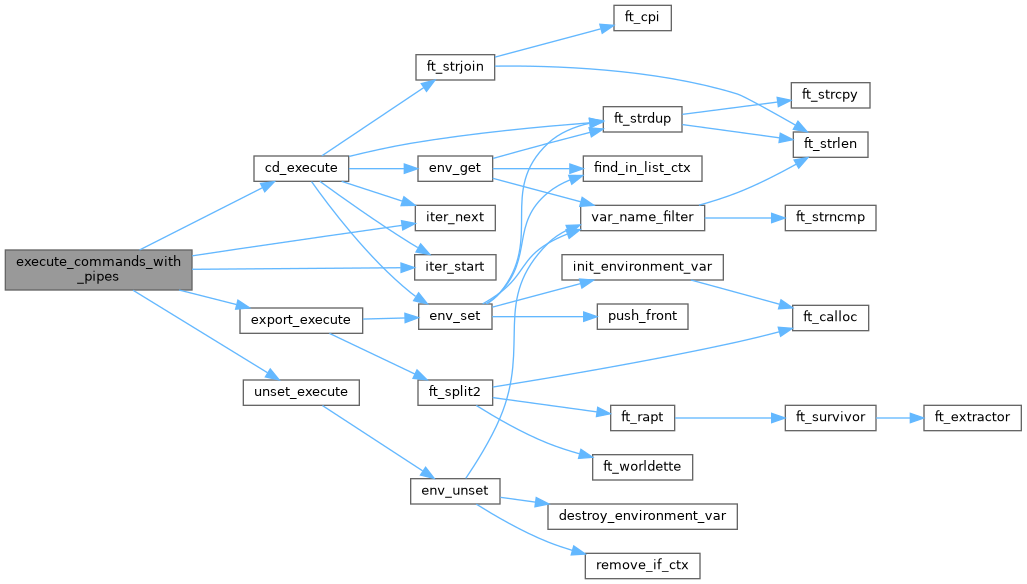 execute_commands_with
_pipes
cd_execute
export_execute
unset_execute
ft_strjoin
env_get
iter_next
iter_start
env_set
ft_split2
env_unset
ft_cpi
ft_strdup
find_in_list_ctx
var_name_filter
init_environment_var
push_front
ft_rapt
ft_worldette
destroy_environment_var
remove_if_ctx
ft_strcpy
ft_strlen
ft_strncmp
ft_calloc
ft_survivor
ft_extractor